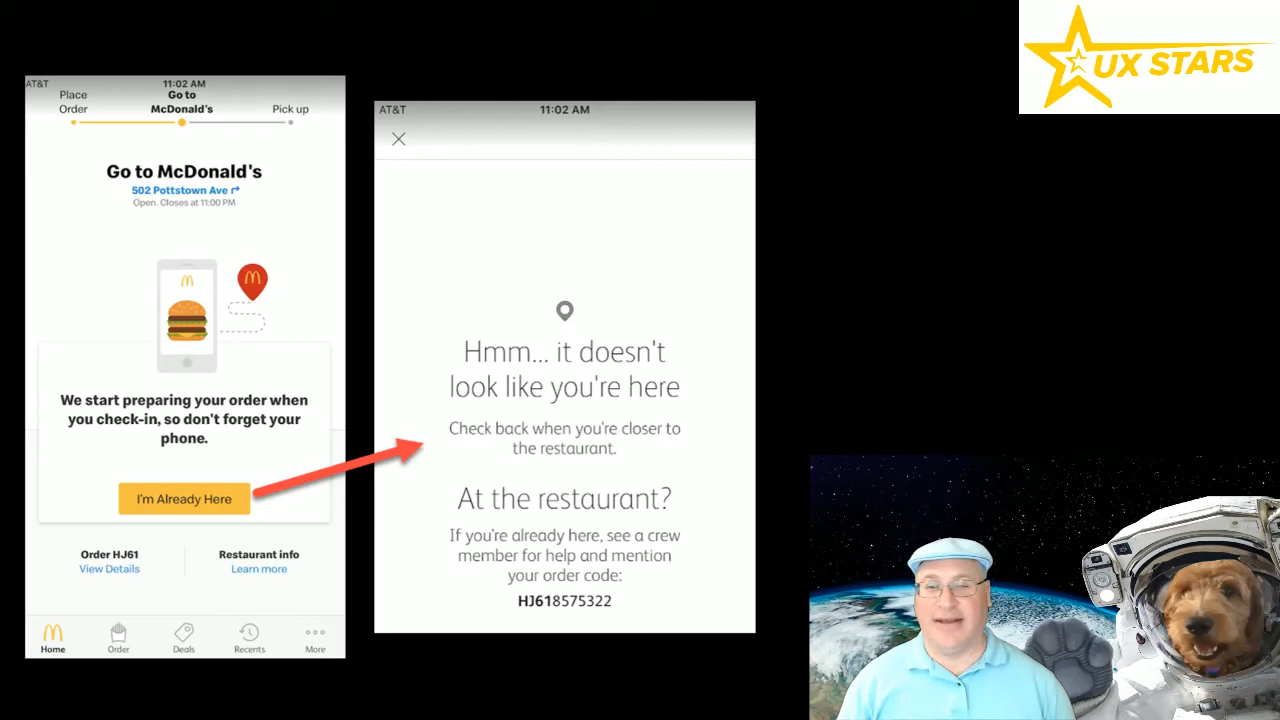 UX STARS
AT&T
11:02 AM
Place
Order
Go to
McDonald's
Pick up
Go to McDonald's
502 Pottstown Ave
Open. Closes at 11:00 PM
We start preparing your order when
you check-in, so don't forget your
phone.
I'm Already Here
Order HJ61
View Details
Restaurant info
Learn more
Home
Order
Deals
Recents
More
AT&T
11:02 AM
Hmm... it doesn't
look like you're here
Check back when you're closer to
the restaurant.
At the restaurant?
If you're already here, see a crew
member for help and mention
your order code:
HJ618575322